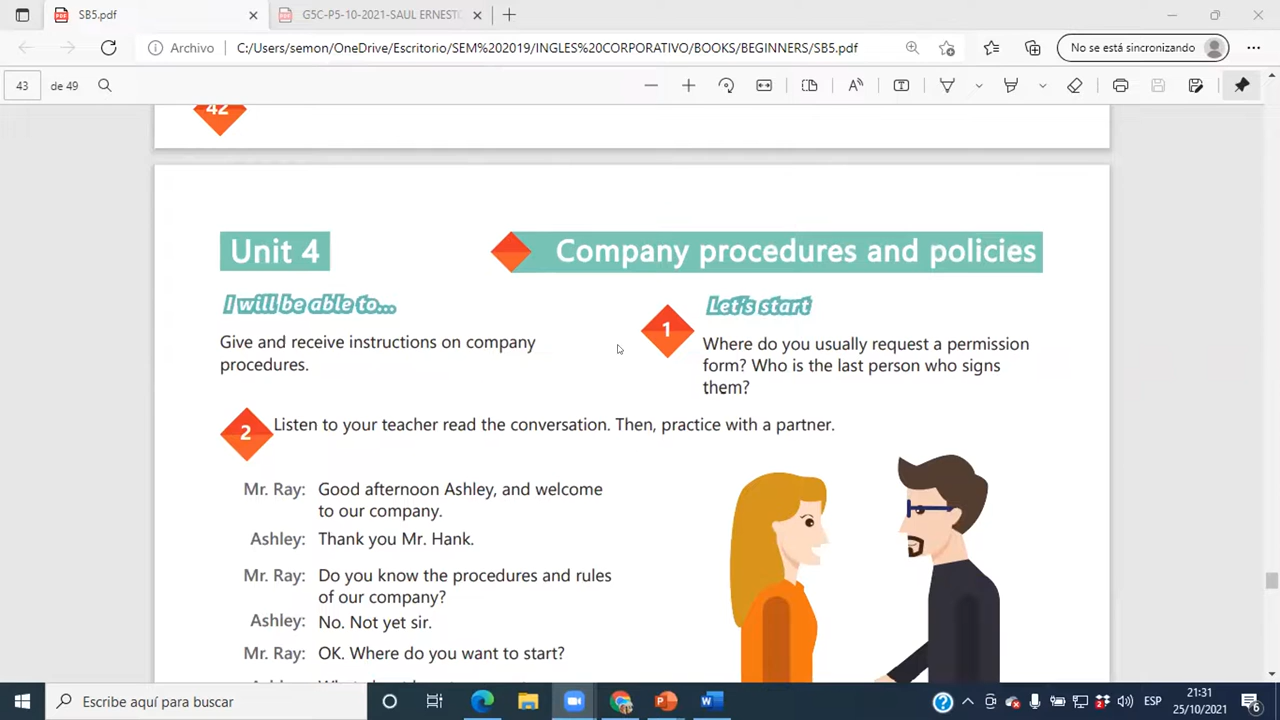 SB5.pdf
G5C-P5-10-2021-SAUL ERNESTO
Archivo
C:/Users/semon/OneDrive/Escritorio/SEM%202019/INGLES%20CORPORATIVO/BOOKS/BEGINNERS/SB5.pdf
No se está sincronizando
43 de 49
42
Unit 4
Company procedures and policies
I will be able to...
Give and receive instructions on company
procedures.
1
Let's start
Where do you usually request a permission
form? Who is the last person who signs
them?
2
Listen to your teacher read the conversation. Then, practice with a partner.
Mr. Ray: Good afternoon Ashley, and welcome
to our company.
Ashley: Thank you Mr. Hank.
Mr. Ray: Do you know the procedures and rules
of our company?
Ashley: No. Not yet sir.
Mr. Ray: OK. Where do you want to start?
Escribe aquí para buscar
ESP
21:31
25/10/2021
6